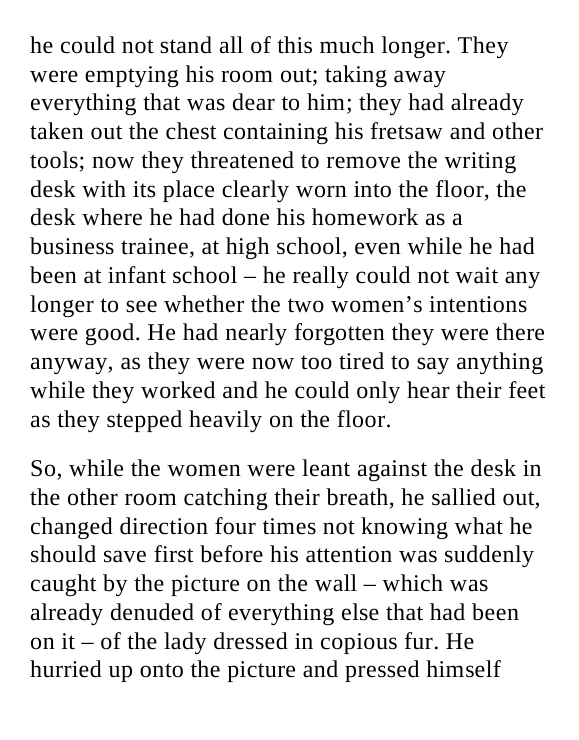 he could not stand all of this much longer. They
were emptying his room out; taking away
everything that was dear to him; they had already
taken out the chest containing his fretsaw and other
tools; now they threatened to remove the writing
desk with its place clearly worn into the floor, the
desk where he had done his homework as a
business trainee, at high school, even while he had
been at infant school – he really could not wait any
longer to see whether the two women’s intentions
were good. He had nearly forgotten they were there
anyway, as they were now too tired to say anything
while they worked and he could only hear their feet
as they stepped heavily on the floor.
So, while the women were leant against the desk in
the other room catching their breath, he sallied out,
changed direction four times not knowing what he
should save first before his attention was suddenly
caught by the picture on the wall – which was
already denuded of everything else that had been
on it – of the lady dressed in copious fur. He
hurried up onto the picture and pressed himself